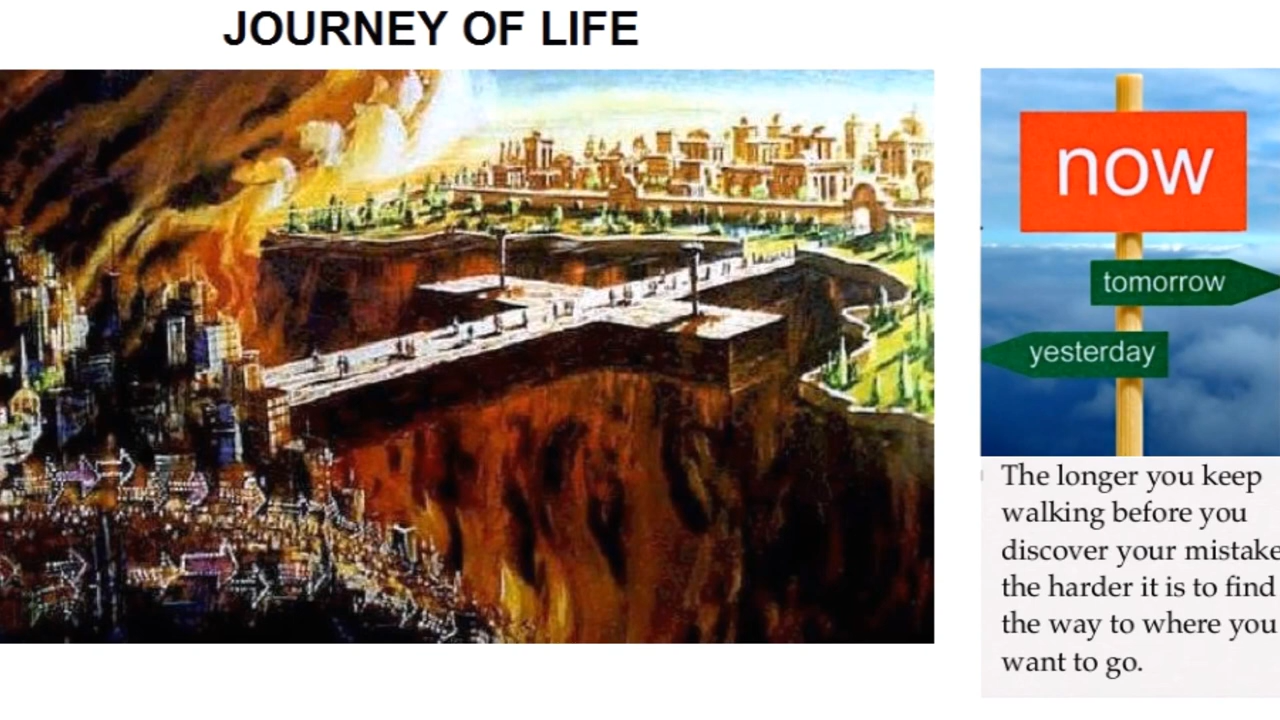 JOURNEY OF LIFE
now
tomorrow
yesterday
The longer you keep
walking before you
discover your mistake
the harder it is to find
the way to where you
want to go.